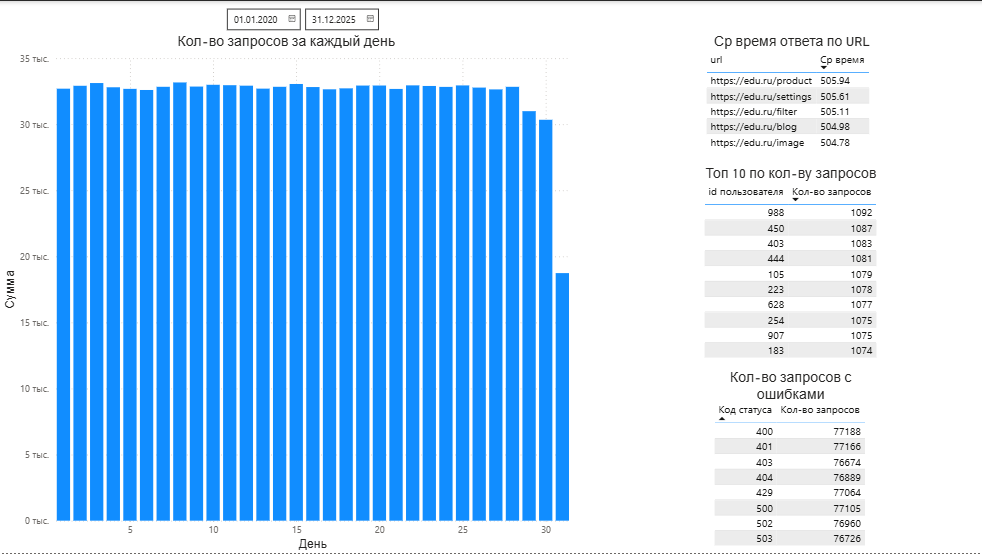 01.01.2020 31.12.2025
Кол-во запросов за каждый день
35 тыс.
30 тыс.
25 тыс.
20 тыс.
15 тыс.
10 тыс.
5 тыс.
0 тыс.
Сумма
5 10 15 20 25 30
День
Ср время ответа по URL
url Ср время
https://edu.ru/product 505.94
https://edu.ru/settings 505.61
https://edu.ru/filter 505.11
https://edu.ru/blog 504.98
https://edu.ru/image 504.78
Топ 10 по кол-ву запросов
id пользователя Кол-во запросов
988 1092
450 1087
403 1083
444 1081
105 1079
223 1078
628 1077
254 1075
907 1075
183 1074
Кол-во запросов с
ошибками
Код статуса Кол-во запросов
400 77188
401 77166
403 76674
404 76889
429 77064
500 77105
502 76960
503 76726